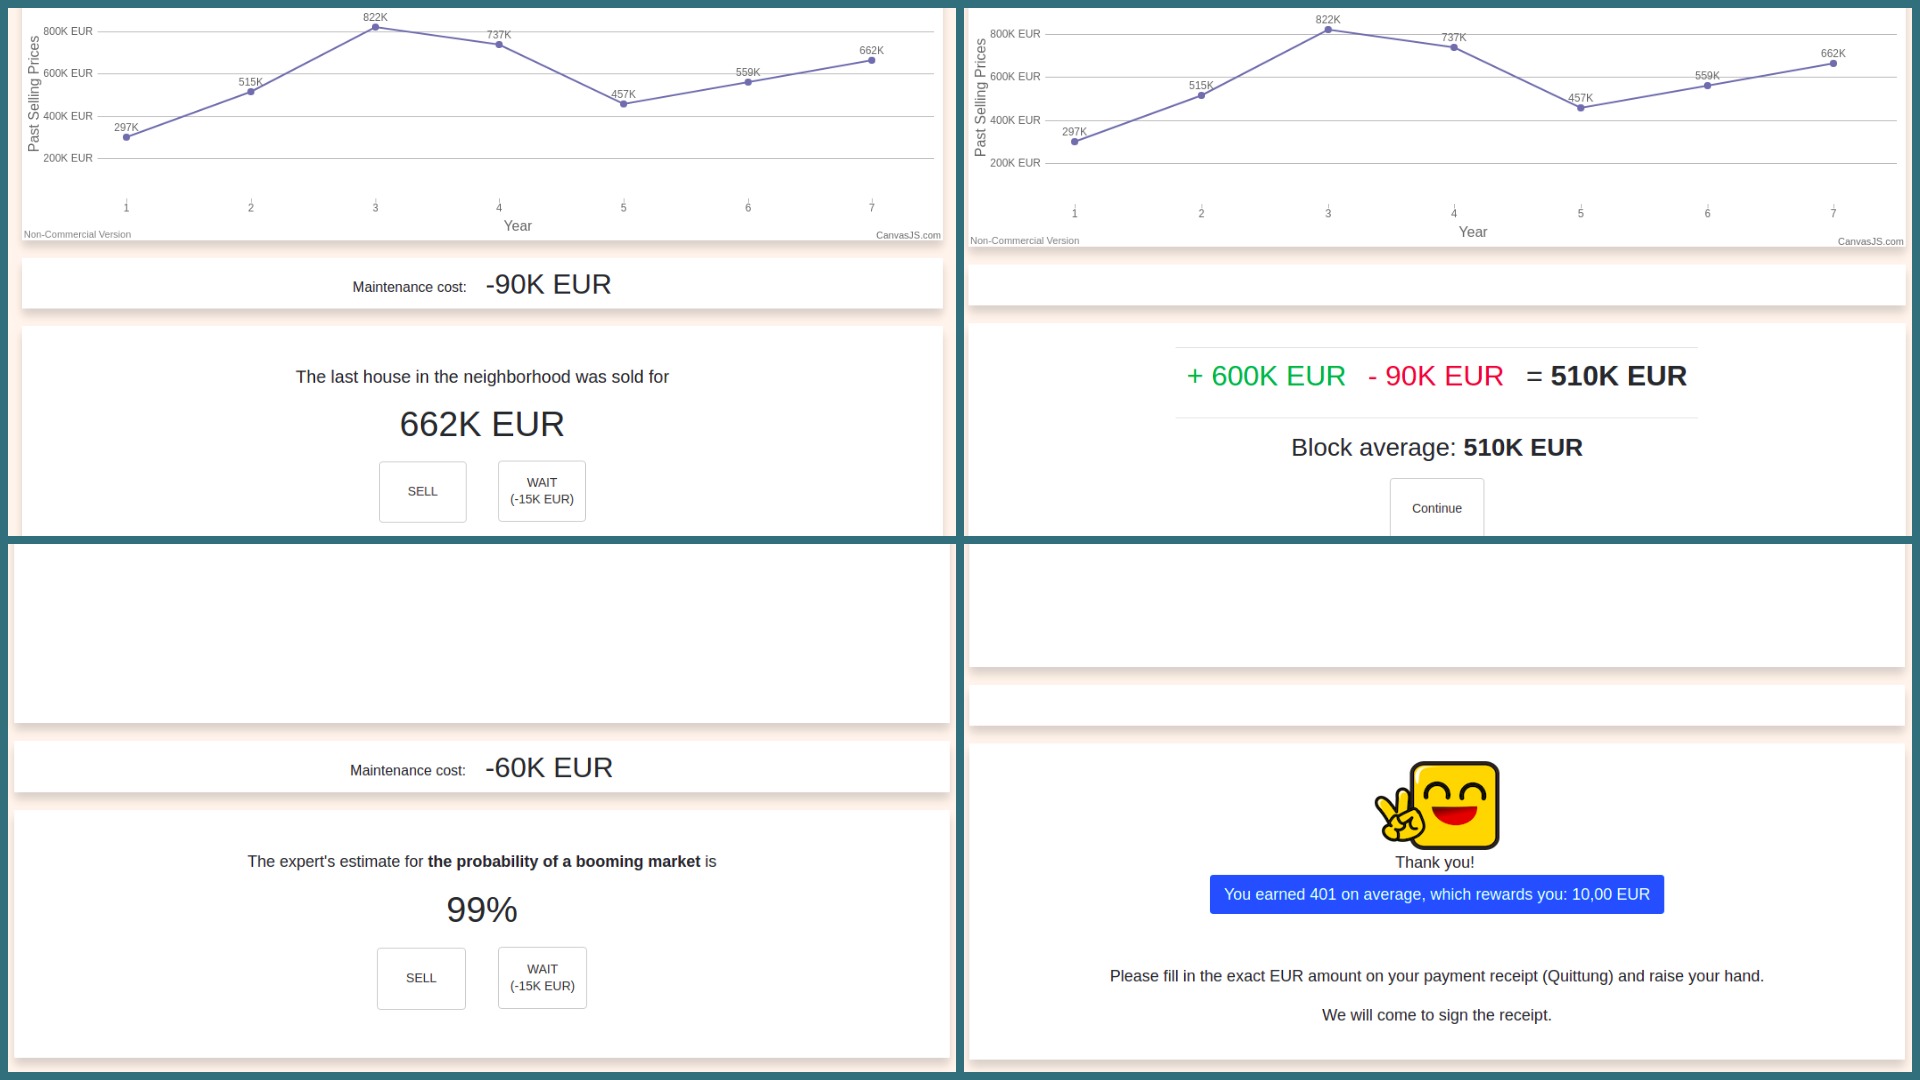 822K
737K
662K
559K
515K
457K
297K
800K EUR
600K EUR
400K EUR
200K EUR
Past Selling Prices
1 2 3 4 5 6 7
Year
Non-Commercial Version
CanvasJS.com
Maintenance cost: -90K EUR
The last house in the neighborhood was sold for
662K EUR
SELL
WAIT
(-15K EUR)
822K
737K
662K
559K
515K
457K
297K
800K EUR
600K EUR
400K EUR
200K EUR
Past Selling Prices
1 2 3 4 5 6 7
Year
Non-Commercial Version
CanvasJS.com
+ 600K EUR - 90K EUR = 510K EUR
Block average: 510K EUR
Continue
Maintenance cost: -60K EUR
The expert's estimate for the probability of a booming market is
99%
SELL
WAIT
(-15K EUR)
Thank you!
You earned 401 on average, which rewards you: 10,00 EUR
Please fill in the exact EUR amount on your payment receipt (Quittung) and raise your hand.
We will come to sign the receipt.